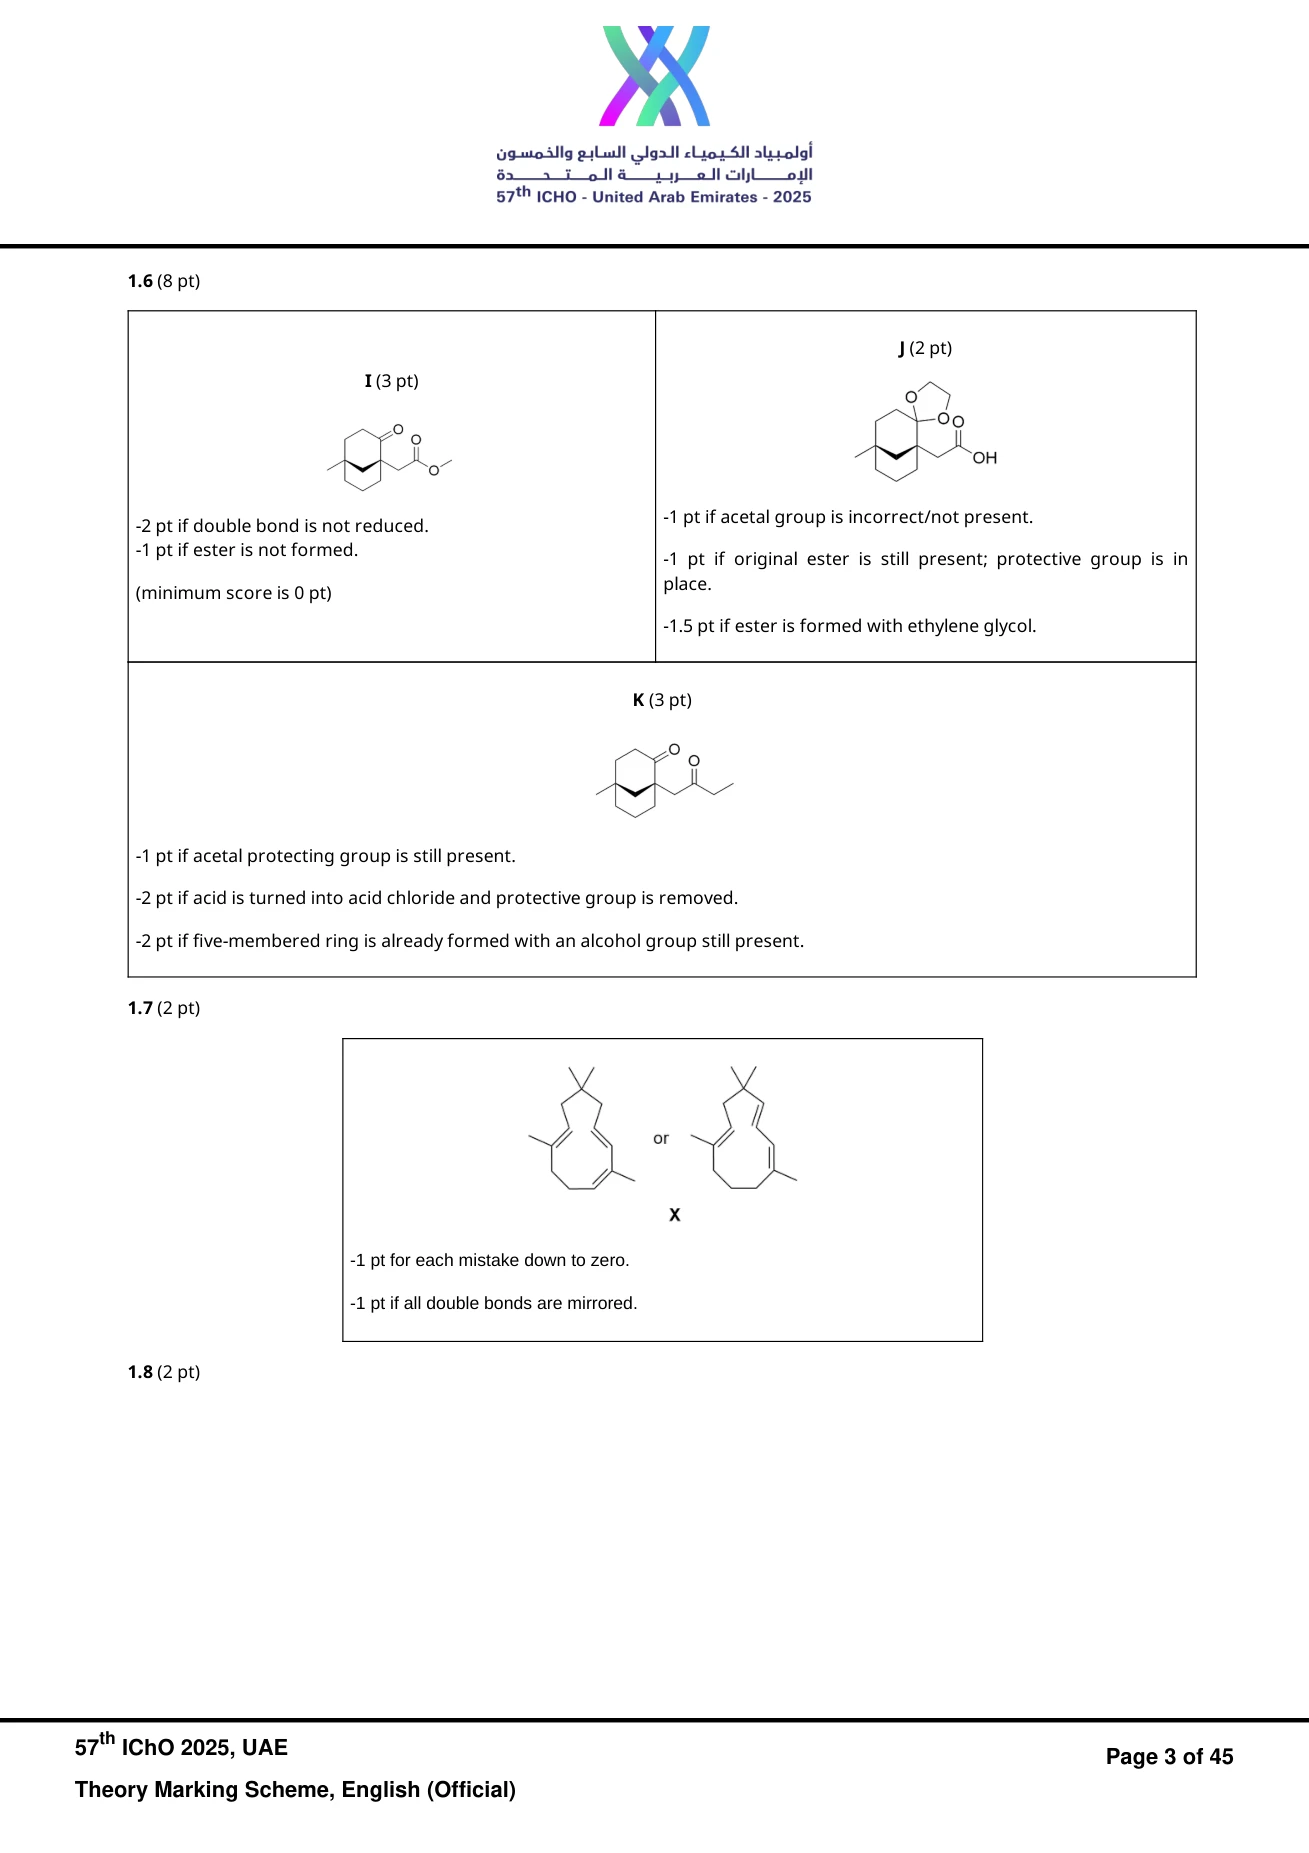 أولمبياد الكيمياء الدولي السابع والخمسون
الإمـــارات الـعـــربـيـــة الـمـــتـــحـــدة
57th ICHO - United Arab Emirates - 2025
1.6 (8 pt)
I (3 pt)
O
O
O
-2 pt if double bond is not reduced.
-1 pt if ester is not formed.
(minimum score is 0 pt)
J (2 pt)
O
O O
OH
-1 pt if acetal group is incorrect/not present.
-1 pt if original ester is still present; protective group is in
place.
-1.5 pt if ester is formed with ethylene glycol.
K (3 pt)
O
O
-1 pt if acetal protecting group is still present.
-2 pt if acid is turned into acid chloride and protective group is removed.
-2 pt if five-membered ring is already formed with an alcohol group still present.
1.7 (2 pt)
or
X
-1 pt for each mistake down to zero.
-1 pt if all double bonds are mirrored.
1.8 (2 pt)
57th IChO 2025, UAE
Theory Marking Scheme, English (Official)
Page 3 of 45